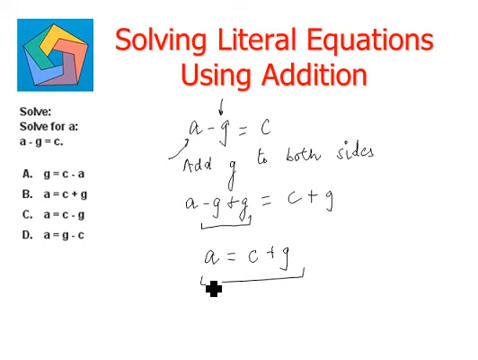 Solving Literal Equations
Using Addition
Solve:
Solve for a:
a - g = c.
A. g = c - a
B. a = c + g
C. a = c - g
D. a = g - c
a - g = c
Add g to both sides
a - g + g = c + g
a = c + g